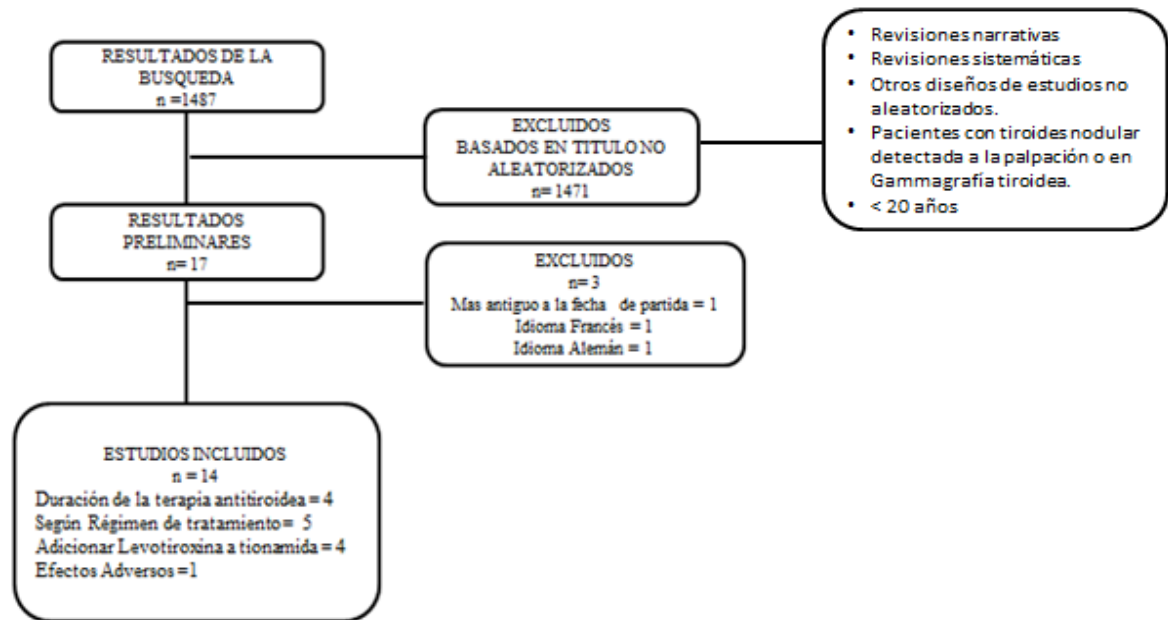 RESULTADOS DE LA
BUSQUEDA
n =1487
EXCLUIDOS
BASADOS EN TITULO NO
ALEATORIZADOS
n= 1471
• Revisiones narrativas
• Revisiones sistemáticas
• Otros diseños de estudios no
aleatorizados.
• Pacientes con tiroides nodular
detectada a la palpación o en
Gammagrafía tiroidea.
• < 20 años
RESULTADOS
PRELIMINARES
n= 17
EXCLUIDOS
n= 3
Mas antiguo a la fecha de partida = 1
Idioma Francés = 1
Idioma Alemán = 1
ESTUDIOS INCLUIDOS
n = 14
Duración de la terapia antitiroidea = 4
Según Régimen de tratamiento= 5
Adicionar Levotiroxina a tionamida = 4
Efectos Adversos =1